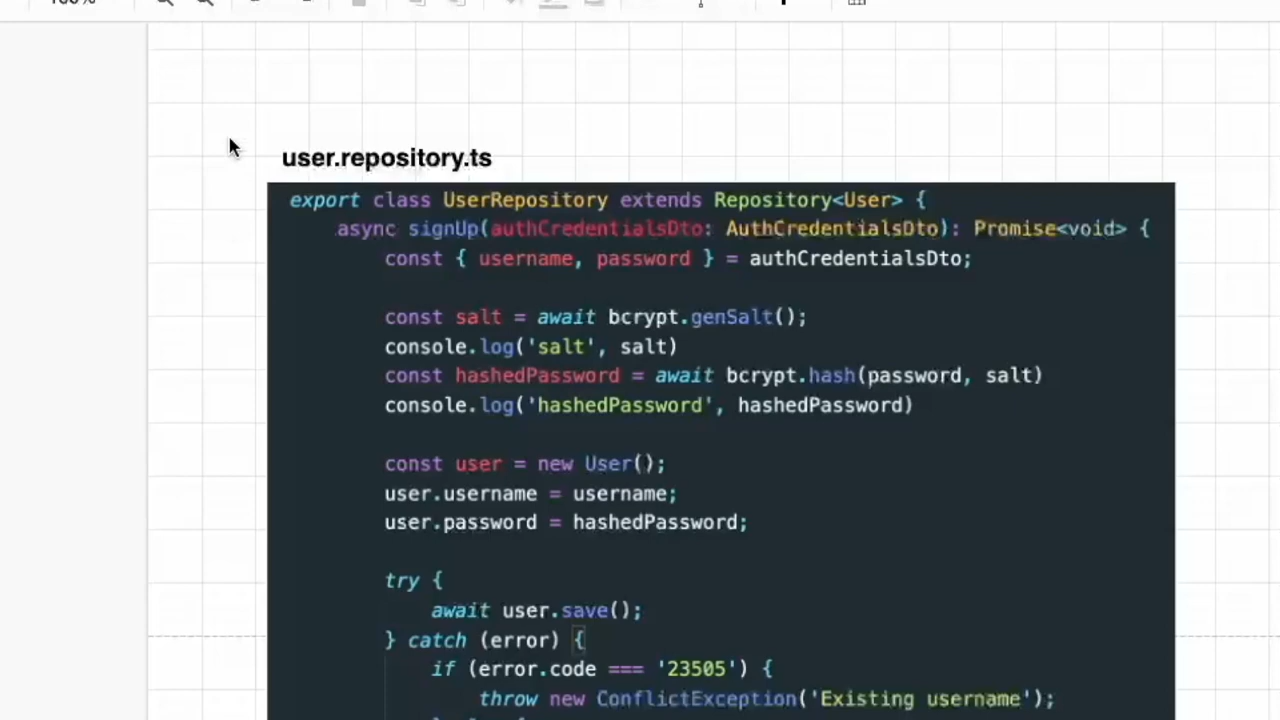 user.repository.ts
export class UserRepository extends Repository<User> {
async signUp(authCredentialsDto: AuthCredentialsDto): Promise<void> {
const { username, password } = authCredentialsDto;
const salt = await bcrypt.genSalt();
console.log('salt', salt)
const hashedPassword = await bcrypt.hash(password, salt)
console.log('hashedPassword', hashedPassword)
const user = new User();
user.username = username;
user.password = hashedPassword;
try {
await user.save();
} catch (error) {
if (error.code === '23505') {
throw new ConflictException('Existing username');